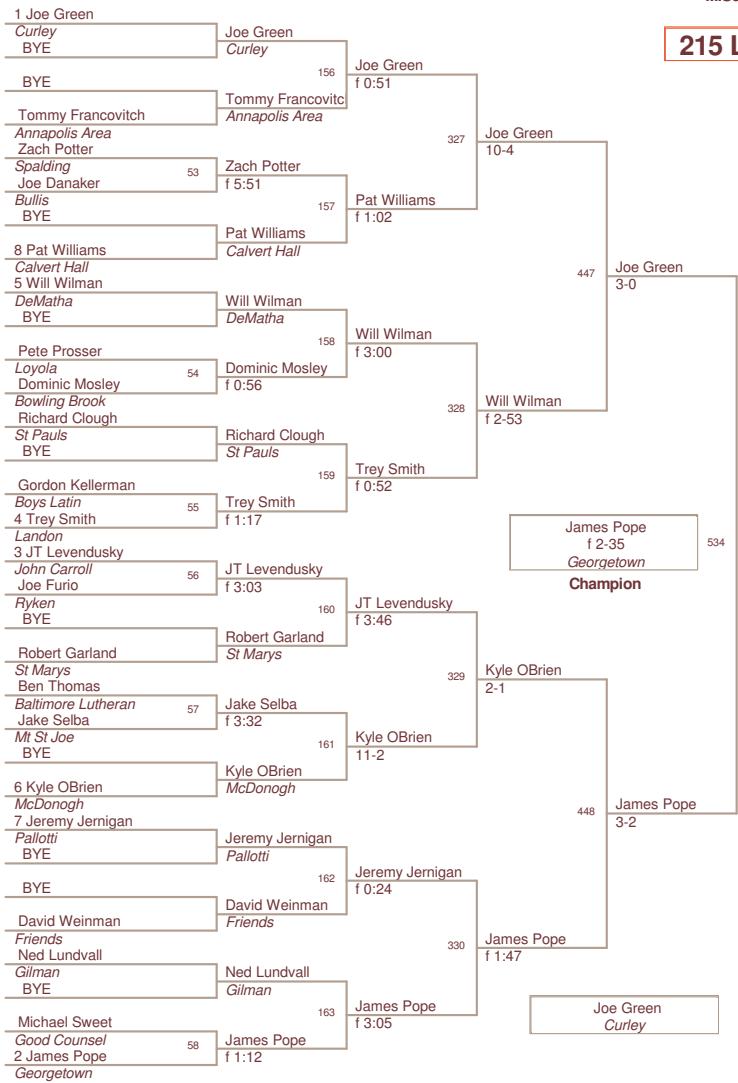 215 L
1 Joe Green
Curley
BYE
BYE
Tommy Francovitch
Annapolis Area
Zach Potter
Spalding
Joe Danaker
Bullis
BYE
8 Pat Williams
Calvert Hall
5 Will Wilman
DeMatha
BYE
Pete Prosser
Loyola
Dominic Mosley
Bowling Brook
Richard Clough
St Pauls
BYE
Gordon Kellerman
Boys Latin
4 Trey Smith
Landon
3 JT Levendusky
John Carroll
Joe Furio
Ryken
BYE
Robert Garland
St Marys
Ben Thomas
Baltimore Lutheran
Jake Selba
Mt St Joe
BYE
6 Kyle OBrien
McDonogh
7 Jeremy Jernigan
Pallotti
BYE
BYE
David Weinman
Friends
Ned Lundvall
Gilman
BYE
Michael Sweet
Good Counsel
2 James Pope
Georgetown
53
54
55
56
57
58
Joe Green
Curley
Tommy Francovitc
Annapolis Area
Zach Potter
f 5:51
Pat Williams
Calvert Hall
Will Wilman
DeMatha
Dominic Mosley
f 0:56
Richard Clough
St Pauls
Trey Smith
f 1:17
JT Levendusky
f 3:03
Robert Garland
St Marys
Jake Selba
f 3:32
Kyle OBrien
McDonogh
Jeremy Jernigan
Pallotti
David Weinman
Friends
Ned Lundvall
Gilman
James Pope
f 1:12
156
157
158
159
160
161
162
163
Joe Green
f 0:51
Pat Williams
f 1:02
Will Wilman
f 3:00
Trey Smith
f 0:52
JT Levendusky
f 3:46
Kyle OBrien
11-2
Jeremy Jernigan
f 0:24
James Pope
f 3:05
327
328
329
330
Joe Green
10-4
Will Wilman
f 2-53
Kyle OBrien
2-1
James Pope
f 1:47
447
448
Joe Green
3-0
James Pope
3-2
James Pope
f 2-35
Georgetown
534
Champion
Joe Green
Curley